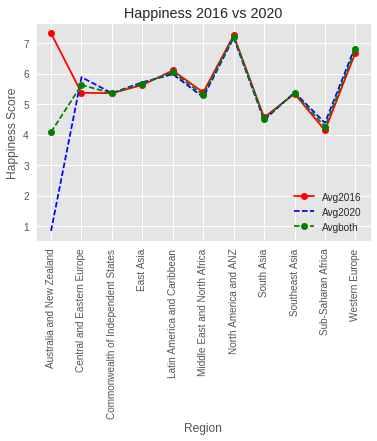 Happiness 2016 vs 2020
Happiness Score
7
6
5
4
3
2
1
Avg2016
Avg2020
Avgboth
Australia and New Zealand
Central and Eastern Europe
Commonwealth of Independent States
East Asia
Latin America and Caribbean
Middle East and North Africa
North America and ANZ
South Asia
Southeast Asia
Sub-Saharan Africa
Western Europe
Region